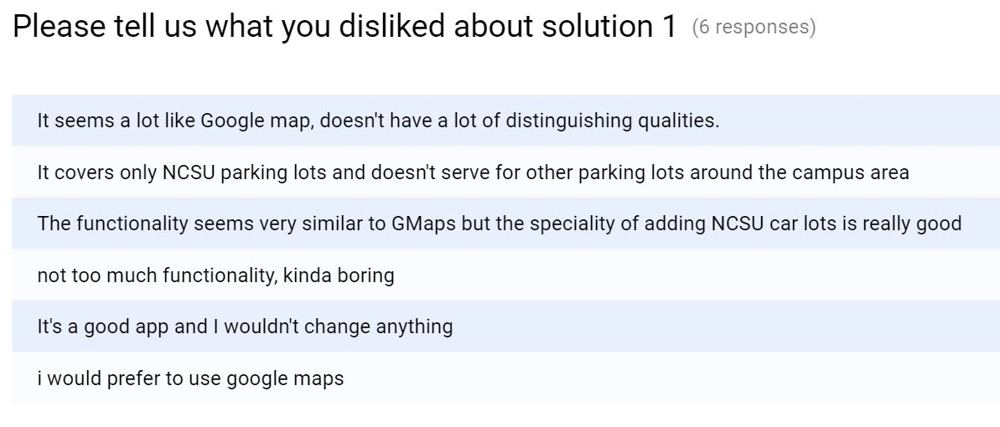 Please tell us what you disliked about solution 1 (6 responses)
It seems a lot like Google map, doesn't have a lot of distinguishing qualities.
It covers only NCSU parking lots and doesn't serve for other parking lots around the campus area
The functionality seems very similar to GMaps but the speciality of adding NCSU car lots is really good
not too much functionality, kinda boring
It's a good app and I wouldn't change anything
i would prefer to use google maps